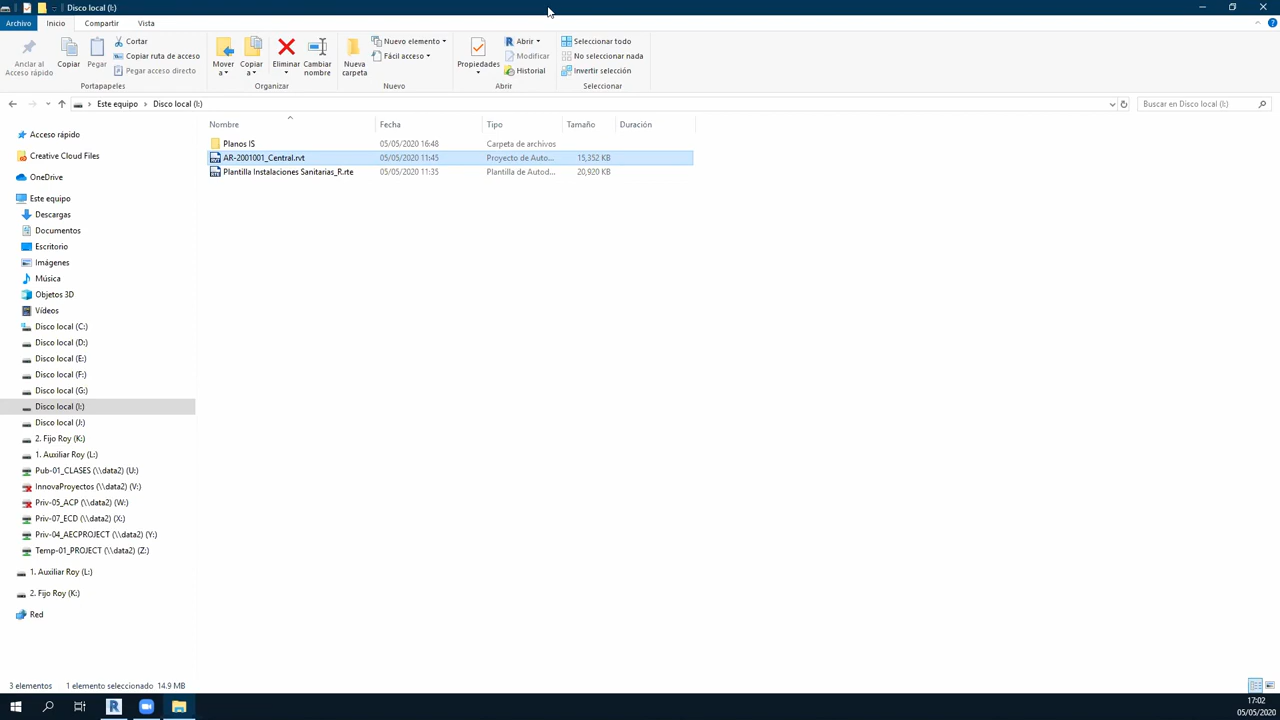 Disco local (I:)
Archivo Inicio Compartir Vista
Anclar al Acceso rápido
Copiar
Pegar
Cortar
Copiar ruta de acceso
Pegar acceso directo
Portapapeles
Mover a
Copiar a
Eliminar
Cambiar nombre
Organizar
Nueva carpeta
Nuevo elemento
Fácil acceso
Nuevo
Propiedades
Abrir
Modificar
Historial
Abrir
Seleccionar todo
No seleccionar nada
Invertir selección
Seleccionar
Este equipo > Disco local (I:)
Buscar en Disco local (I:)
Nombre Fecha Tipo Tamaño Duración
Planos IS 05/05/2020 16:48 Carpeta de archivos
AR-2001001_Central.rvt 05/05/2020 11:45 Proyecto de Auto... 15,352 KB
Plantilla Instalaciones Sanitarias_R.rte 05/05/2020 11:35 Plantilla de Autod... 20,920 KB
Acceso rápido
Creative Cloud Files
OneDrive
Este equipo
Descargas
Documentos
Escritorio
Imágenes
Música
Objetos 3D
Vídeos
Disco local (C:)
Disco local (D:)
Disco local (E:)
Disco local (F:)
Disco local (G:)
Disco local (I:)
Disco local (J:)
2. Fijo Roy (K:)
1. Auxiliar Roy (L:)
Pub-01_CLASES (\\data2) (U:)
InnovaProyectos (\\data2) (V:)
Priv-05_ACP (\\data2) (W:)
Priv-07_ECD (\\data2) (X:)
Priv-04_AECPROJECT (\\data2) (Y:)
Temp-01_PROJECT (\\data2) (Z:)
1. Auxiliar Roy (L:)
2. Fijo Roy (K:)
Red
3 elementos 1 elemento seleccionado 14.9 MB
17:02
05/05/2020